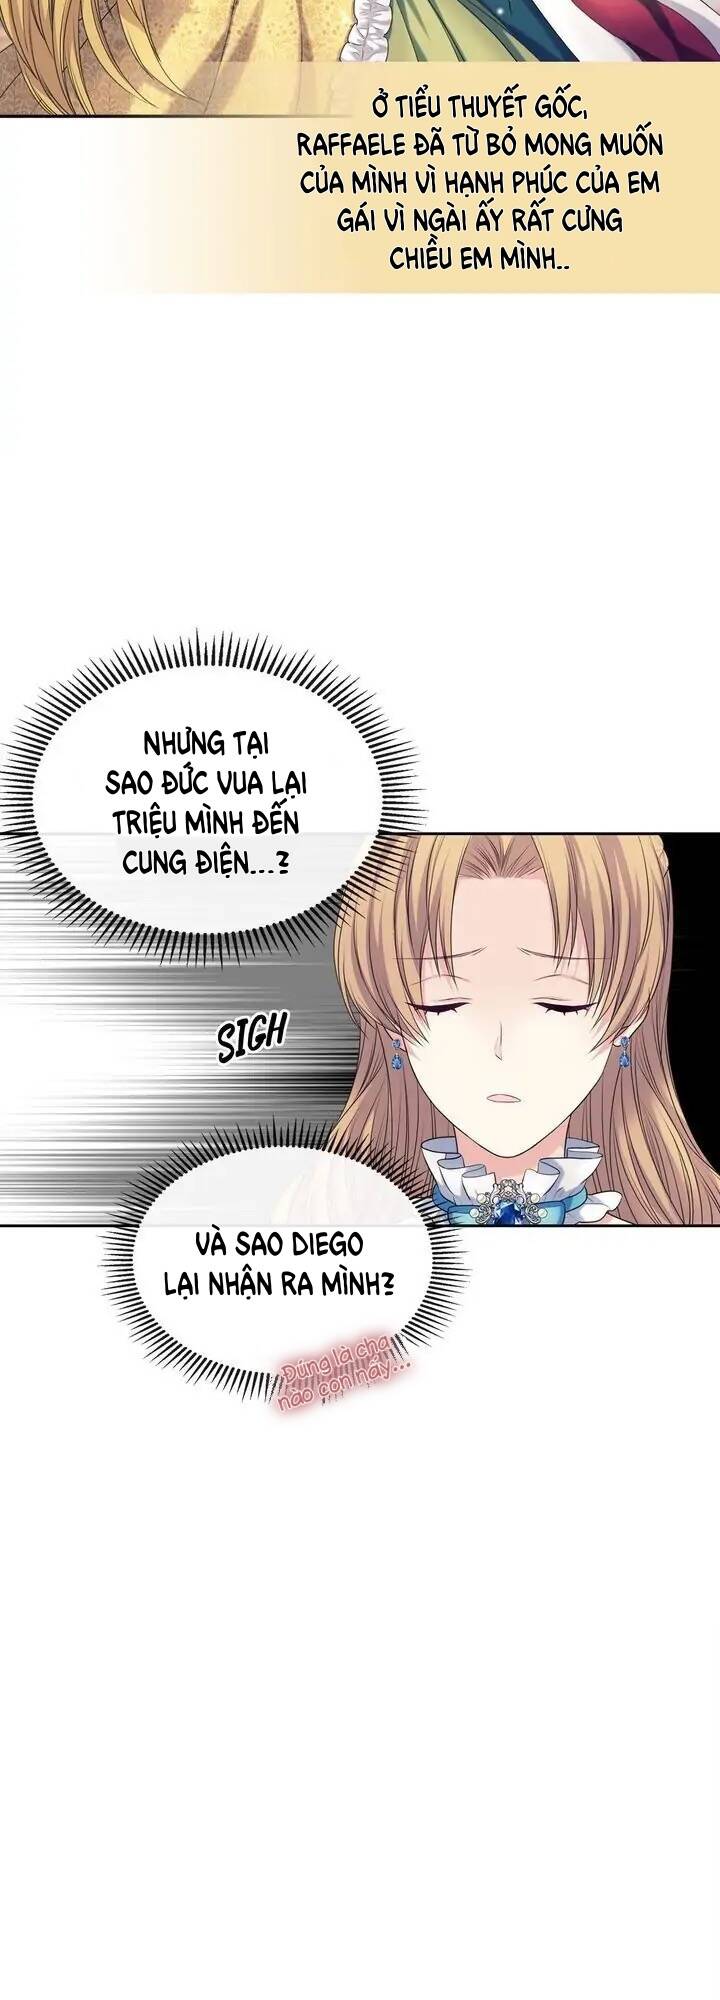 Ở TIỂU THUYẾT GỐC,
RAFFAELE ĐÃ TỪ BỎ MONG MUỐN
CỦA MÌNH VÌ HẠNH PHÚC CỦA EM
GÁI VÌ NGÀI ẤY RẤT CƯNG
CHIỀU EM MÌNH..
NHƯNG TẠI
SAO ĐỨC VUA LẠI
TRIỆU MÌNH ĐẾN
CUNG ĐIỆN...?
SIGH
VÀ SAO DIEGO
LẠI NHẬN RA MÌNH?
Đúng là cha
nào con nấy...